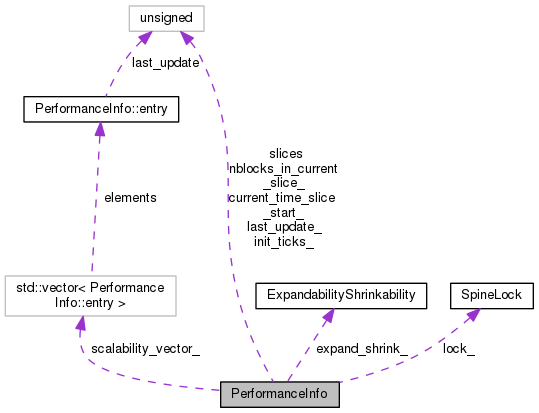 unsigned
last_update
PerformanceInfo::entry
slices
nblocks_in_current
_slice_
current_time_slice
_start_
last_update_
init_ticks_
elements
std::vector< Performance
Info::entry >
ExpandabilityShrinkability
SpineLock
scalability_vector_
expand_shrink_
lock_
PerformanceInfo